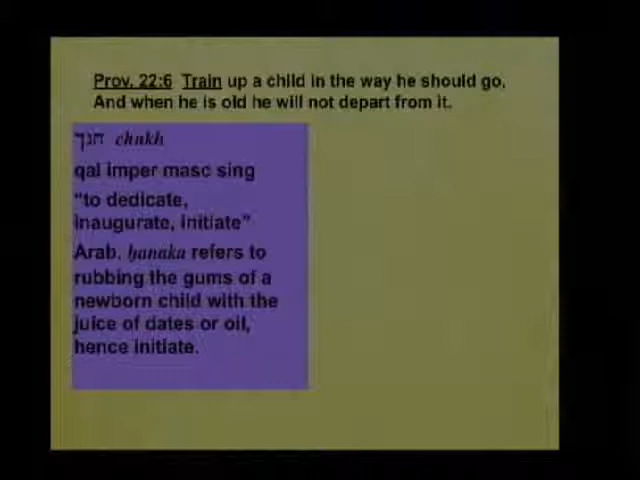 Prov. 22:6 Train up a child in the way he should go,
And when he is old he will not depart from it.
חנך chnkh
qal imper masc sing
“to dedicate,
inaugurate, initiate”
Arab. ḥanaka refers to
rubbing the gums of a
newborn child with the
juice of dates or oil,
hence initiate.